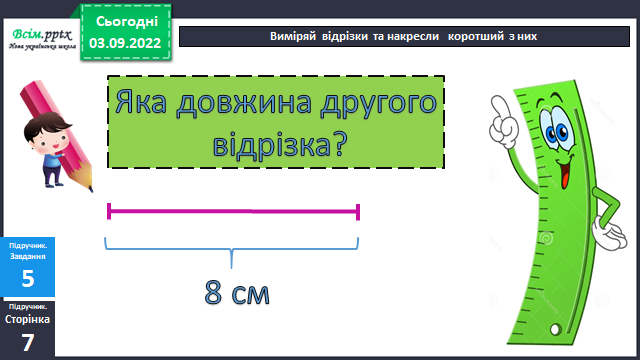 Всім.pptx
Нова українська школа
Сьогодні
03.09.2022
Виміряй відрізки та накресли коротший з них
Яка довжина другого
відрізка?
8 см
Підручник.
Завдання
5
Підручник.
Сторінка
7